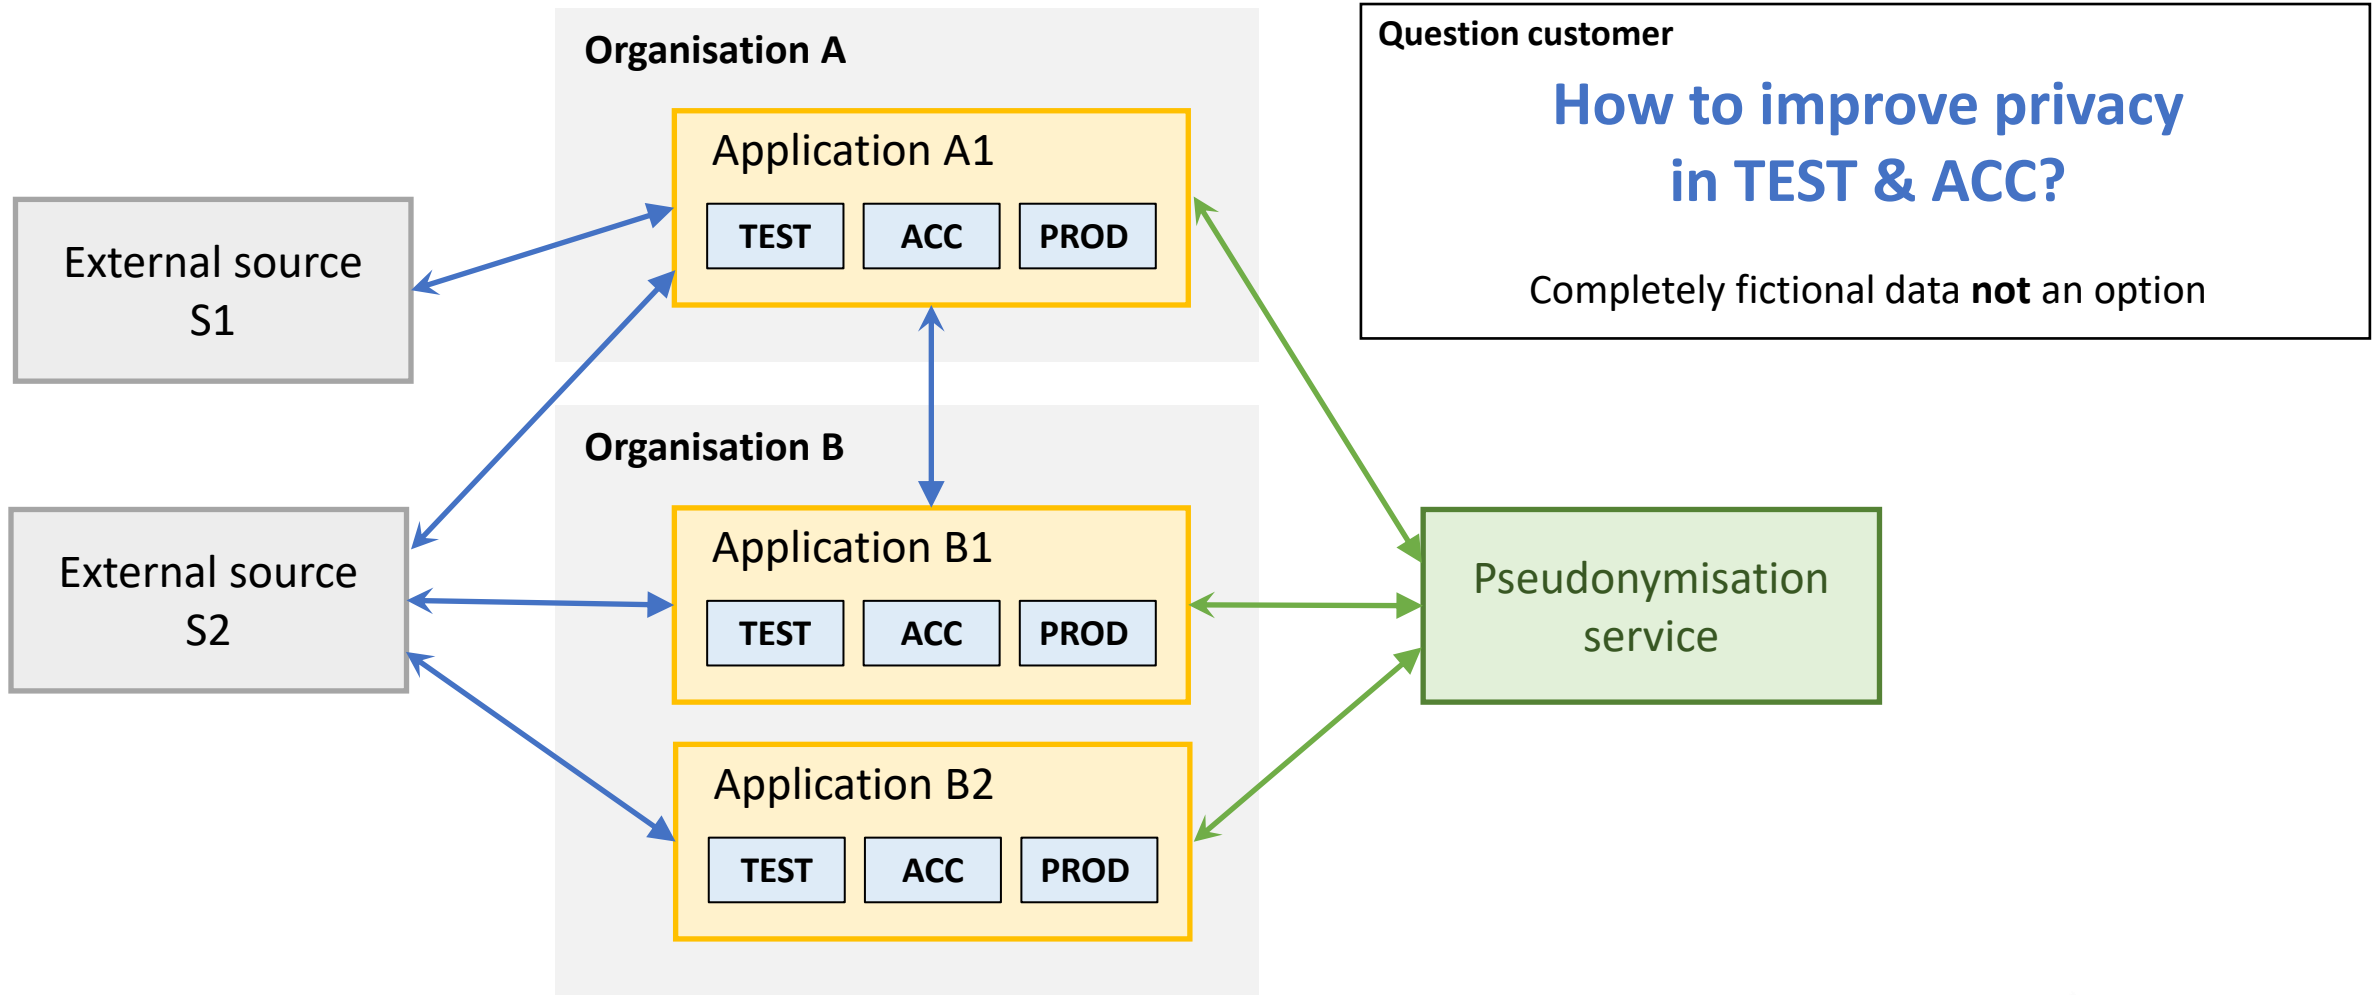 Organisation A
Application A1
TEST ACC PROD
External source
S1
Organisation B
Application B1
TEST ACC PROD
External source
S2
Application B2
TEST ACC PROD
Question customer
How to improve privacy
in TEST & ACC?
Completely fictional data not an option
Pseudonymisation
service